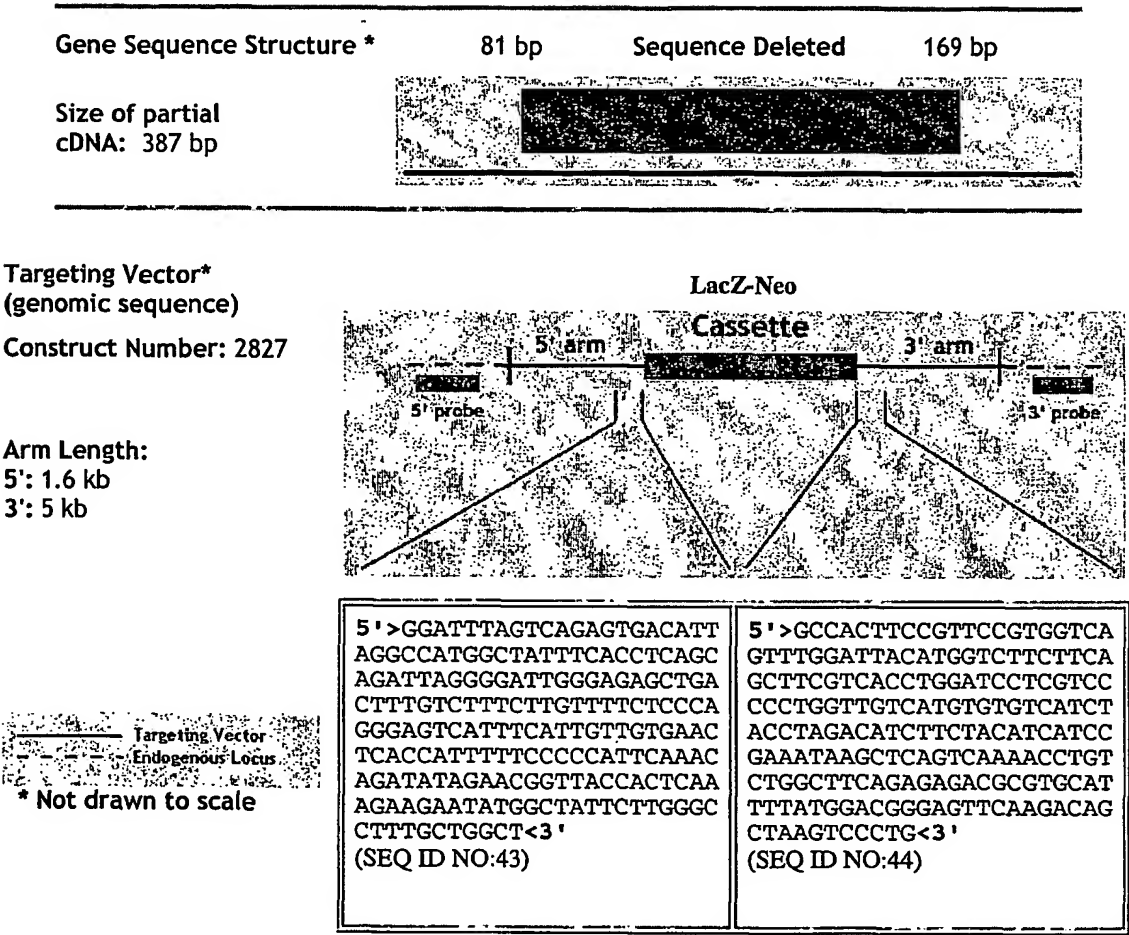 Gene Sequence Structure * 81 bp Sequence Deleted 169 bp
Size of partial
cDNA: 387 bp
Targeting Vector*
(genomic sequence)
Construct Number: 2827
Arm Length:
5': 1.6 kb
3': 5 kb
LacZ-Neo
Cassette
5' arm
3' arm
5' probe
3' probe
5'>GGATTTAGTCAGAGTGACATT
AGGCCATGGCTATTTCACCTCAGC
AGATTAGGGGATTGGGAGAGCTGA
CTTTGTCTTTCTTGTTTTCTCCCA
GGGAGTCATTTCATTGTTGTGAAC
TCACCATTTTTCCCCCATTCAAAC
AGATATAGAACGGTTACCACTCAA
AGAAGAATATGGCTATTCTTGGGC
CTTTGCTGGCT<3'
(SEQ ID NO:43)
5'>GCCACTTCCGTTCCGTGGTCA
GTTTGGATTACATGGTCTTCTTCA
GCTTCGTCACCTGGATCCTCGTCC
CCCTGGTTGTCATGTGTGTCATCT
ACCTAGACATCTTCTACATCATCC
GAAATAAGCTCAGTCAAAACCTGT
CTGGCTTCAGAGAGACGCGTGCAT
TTTATGGACGGGAGTTCAAGACAG
CTAAGTCCCTG<3'
(SEQ ID NO:44)
Targeting Vector
Endogenous Locus
* Not drawn to scale